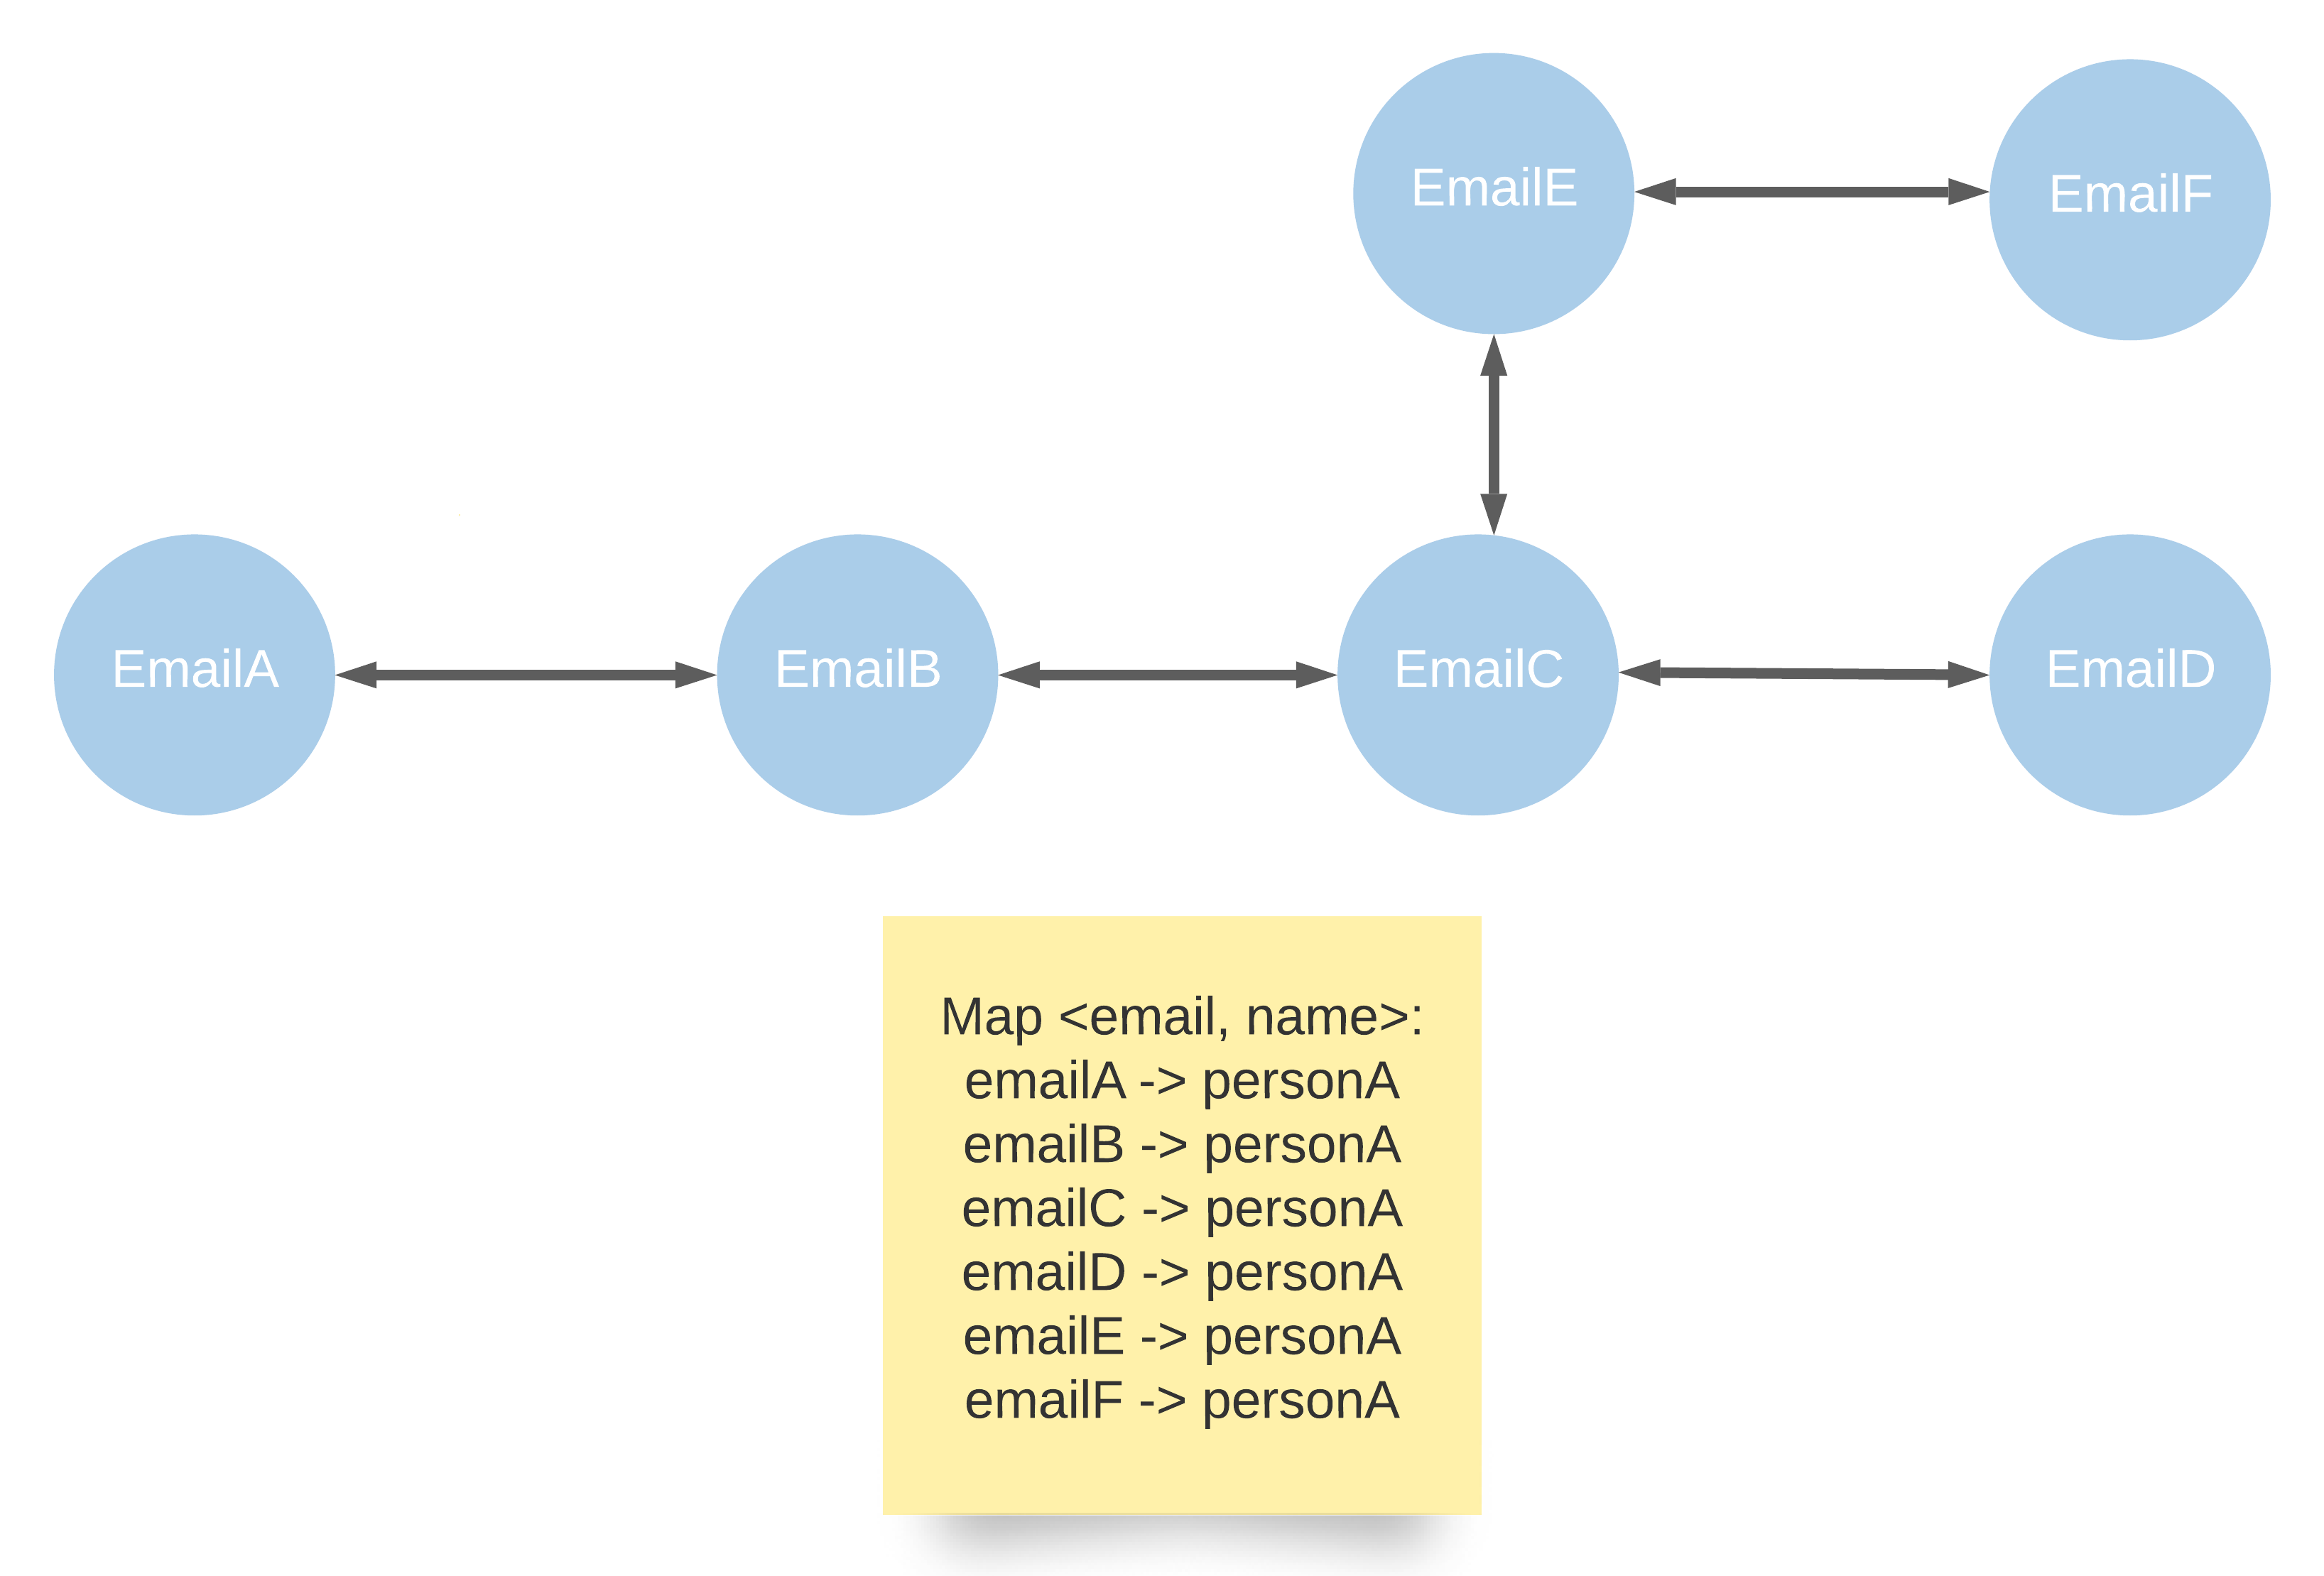 EmailE
EmailF
EmailA
EmailB
EmailC
EmailD
Map <email, name>:
emailA -> personA
emailB -> personA
emailC -> personA
emailD -> personA
emailE -> personA
emailF -> personA